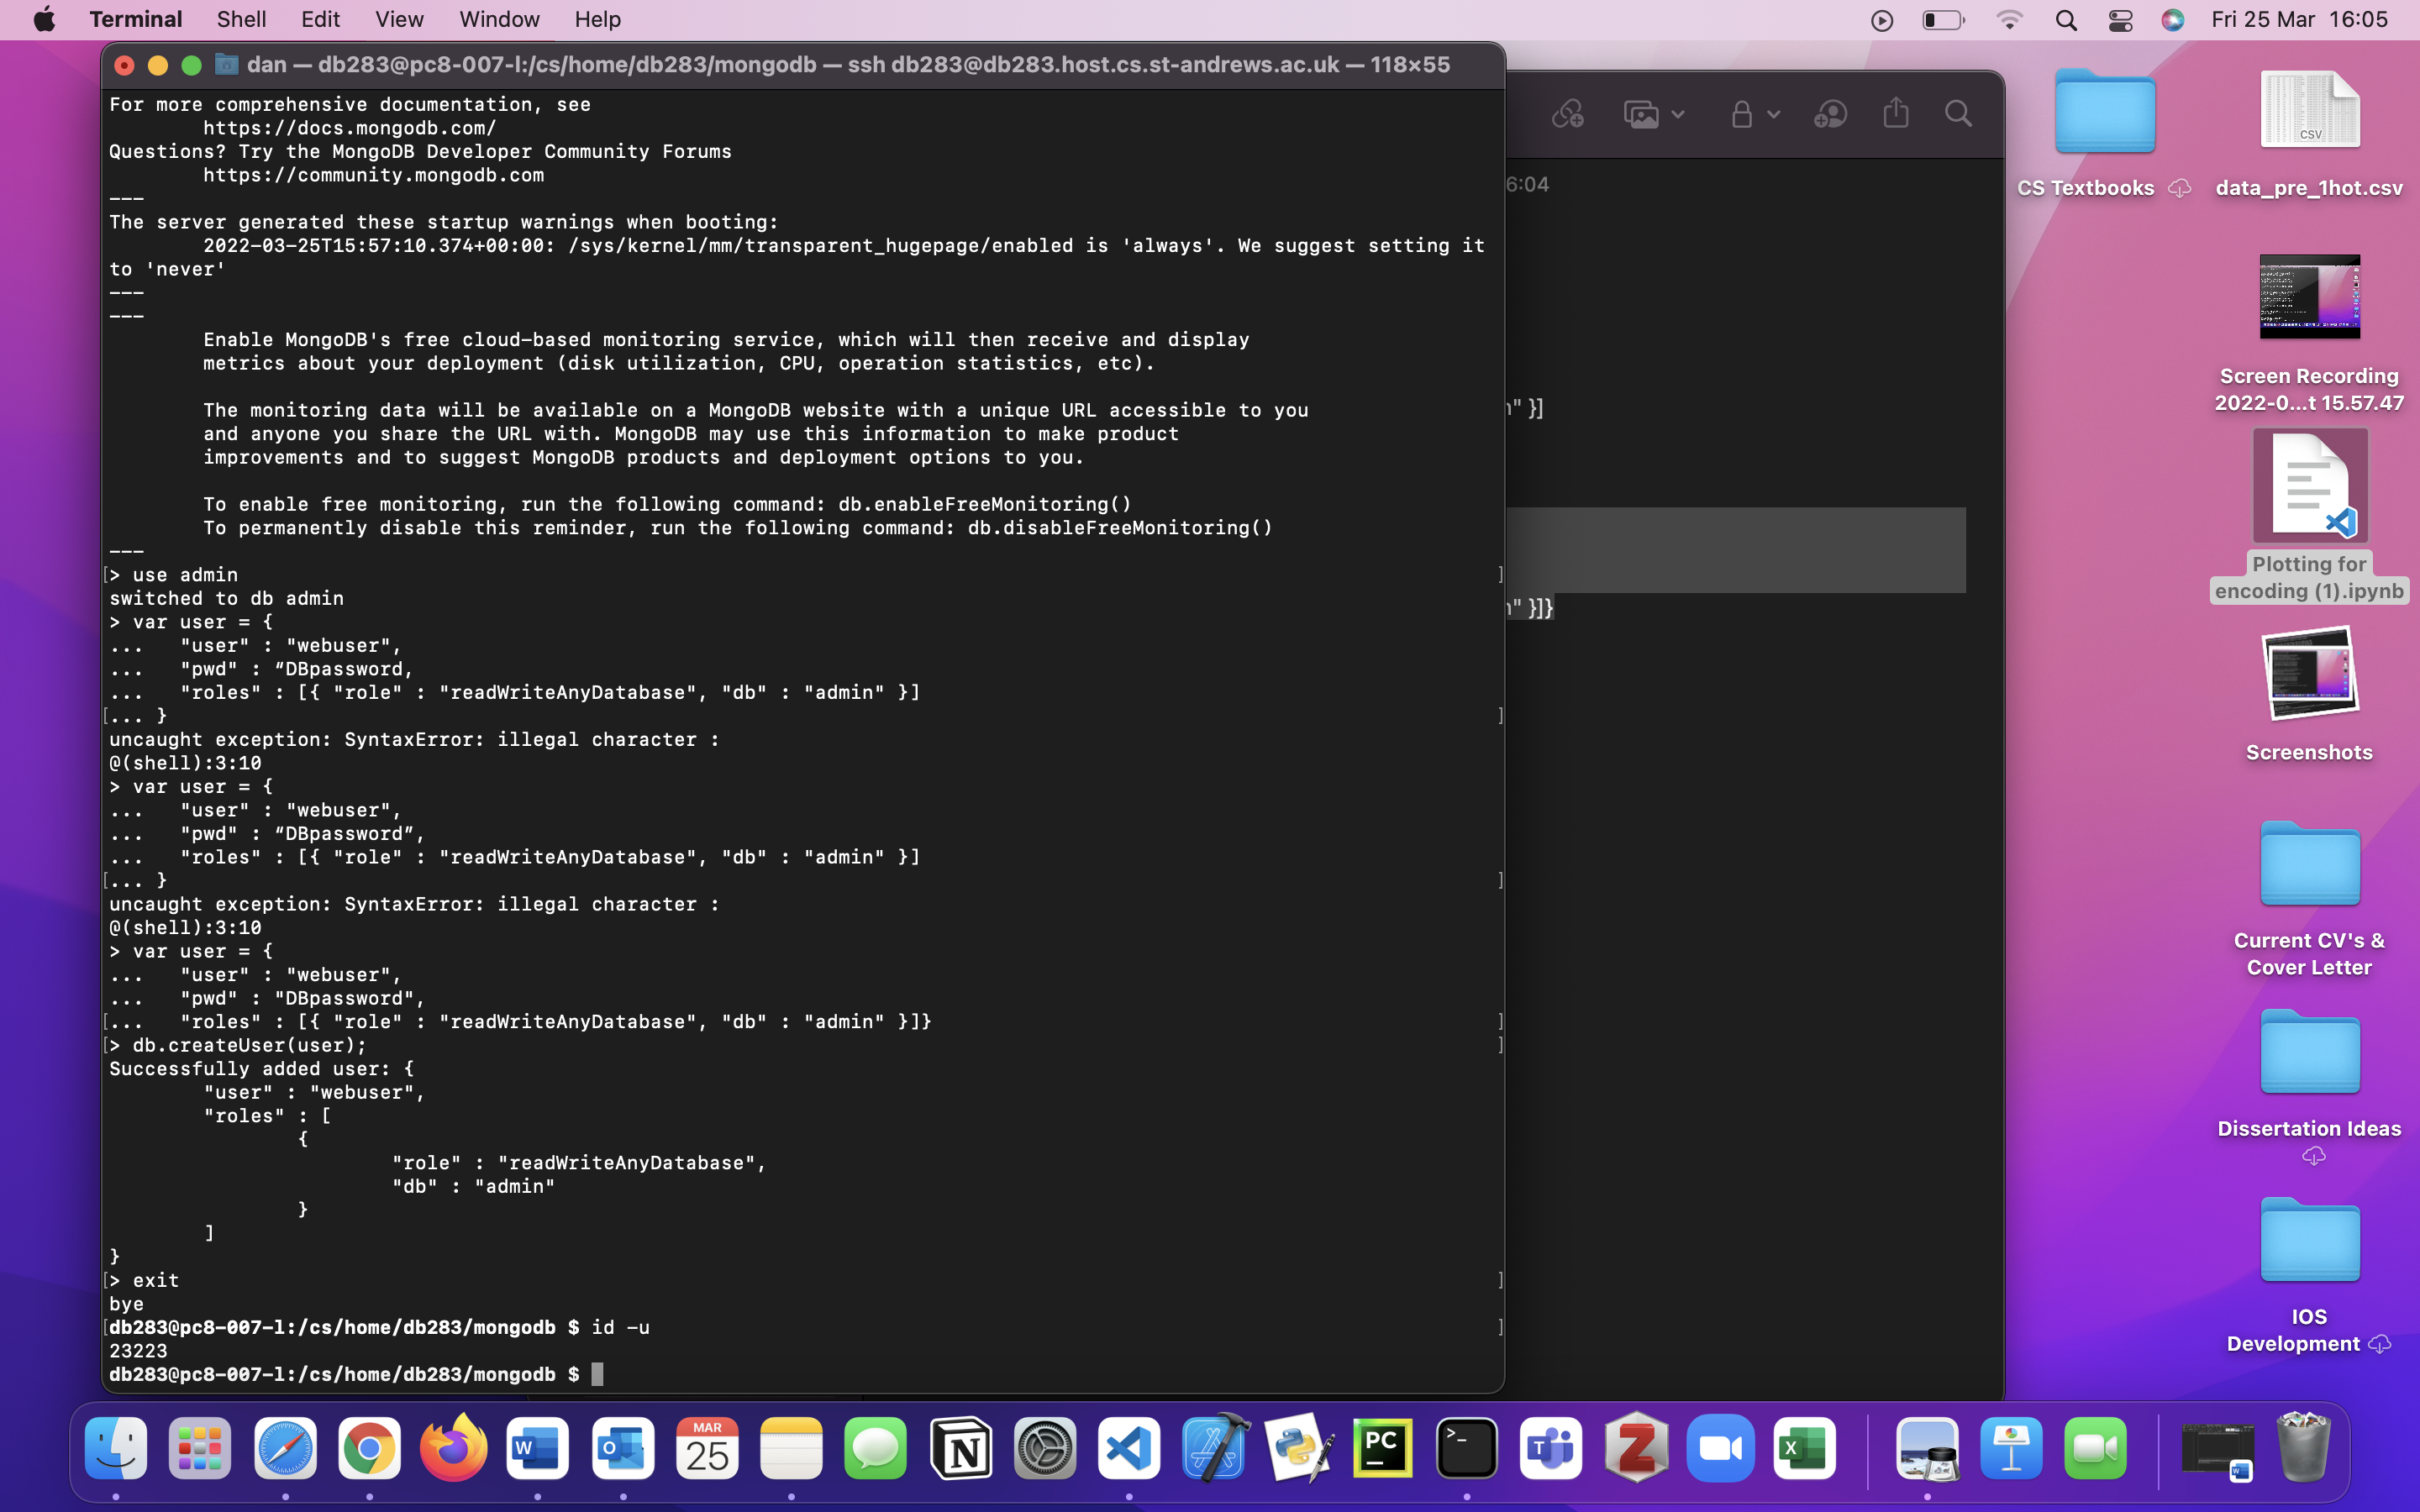 Terminal Shell Edit View Window Help Fri 25 Mar 16:05
dan — db283@pc8-007-l:/cs/home/db283/mongodb — ssh db283@db283.host.cs.st-andrews.ac.uk — 118×55
For more comprehensive documentation, see
https://docs.mongodb.com/
Questions? Try the MongoDB Developer Community Forums
https://community.mongodb.com
---
The server generated these startup warnings when booting:
2022-03-25T15:57:10.374+00:00: /sys/kernel/mm/transparent_hugepage/enabled is 'always'. We suggest setting it
to 'never'
---
---
Enable MongoDB's free cloud-based monitoring service, which will then receive and display
metrics about your deployment (disk utilization, CPU, operation statistics, etc).
The monitoring data will be available on a MongoDB website with a unique URL accessible to you
and anyone you share the URL with. MongoDB may use this information to make product
improvements and to suggest MongoDB products and deployment options to you.
To enable free monitoring, run the following command: db.enableFreeMonitoring()
To permanently disable this reminder, run the following command: db.disableFreeMonitoring()
---
[> use admin ]
switched to db admin
> var user = {
... "user" : "webuser",
... "pwd" : “DBpassword,
... "roles" : [{ "role" : "readWriteAnyDatabase", "db" : "admin" }]
[... } ]
uncaught exception: SyntaxError: illegal character :
@(shell):3:10
> var user = {
... "user" : "webuser",
... "pwd" : “DBpassword”,
... "roles" : [{ "role" : "readWriteAnyDatabase", "db" : "admin" }]
[... } ]
uncaught exception: SyntaxError: illegal character :
@(shell):3:10
> var user = {
... "user" : "webuser",
... "pwd" : "DBpassword",
[... "roles" : [{ "role" : "readWriteAnyDatabase", "db" : "admin" }]} ]
[> db.createUser(user); ]
Successfully added user: {
"user" : "webuser",
"roles" : [
{
"role" : "readWriteAnyDatabase",
"db" : "admin"
}
]
}
[> exit ]
bye
[db283@pc8-007-l:/cs/home/db283/mongodb $ id -u ]
23223
db283@pc8-007-l:/cs/home/db283/mongodb $
6:04
" }]
" }]}
CS Textbooks
data_pre_1hot.csv
CSV
Screen Recording
2022-0...t 15.57.47
Plotting for
encoding (1).ipynb
Screenshots
Current CV's &
Cover Letter
Dissertation Ideas
IOS
Development
MAR
25
PC